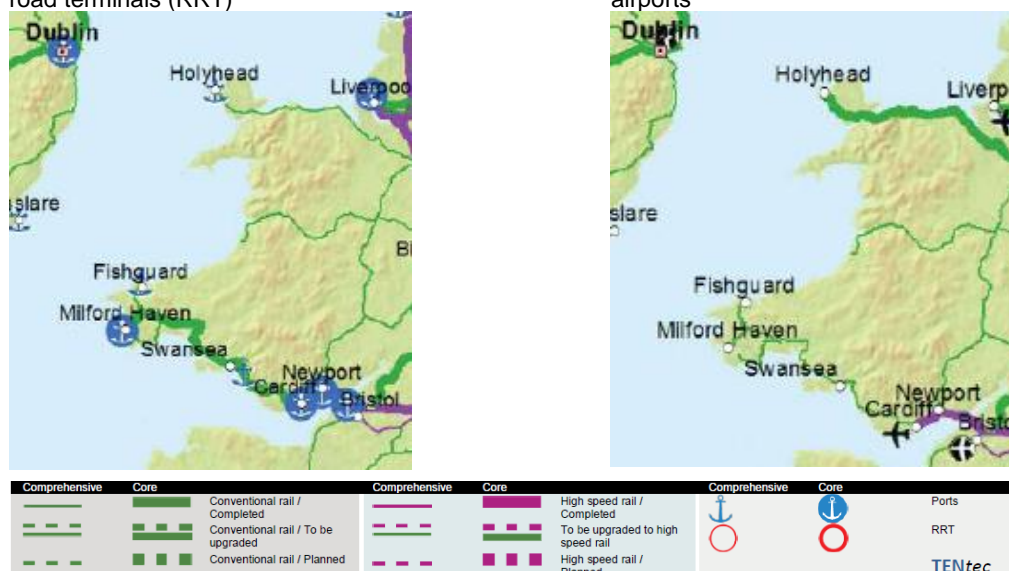 road terminals (RRT)
airports
Dublin
Holyhead
Liverpoo
slare
Fishguard
Milford Haven
Swansea
Newport
Cardiff
Bristol
B
Dublin
Holyhead
Liverp
slare
Fishguard
Milford Haven
Swansea
Newport
Cardiff
Brist
Comprehensive Core Comprehensive Core Comprehensive Core
Conventional rail / Completed High speed rail / Completed Ports
Conventional rail / To be upgraded To be upgraded to high speed rail RRT
Conventional rail / Planned High speed rail / Planned
TENtec